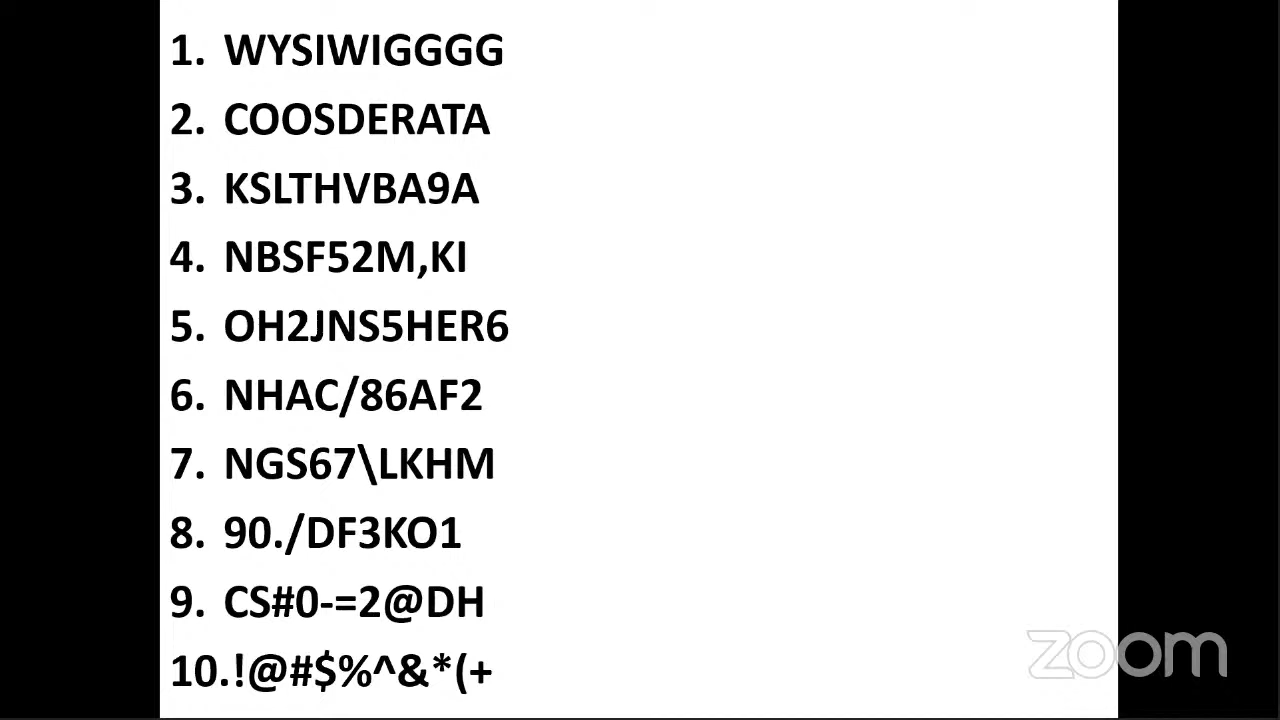 1. WYSIWIGGGG
2. COOSDERATA
3. KSLTHVBA9A
4. NBSF52M,KI
5. OH2JNS5HER6
6. NHAC/86AF2
7. NGS67\LKHM
8. 90./DF3KO1
9. CS#0-=2@DH
10.!@#$%^&*(+
zoom